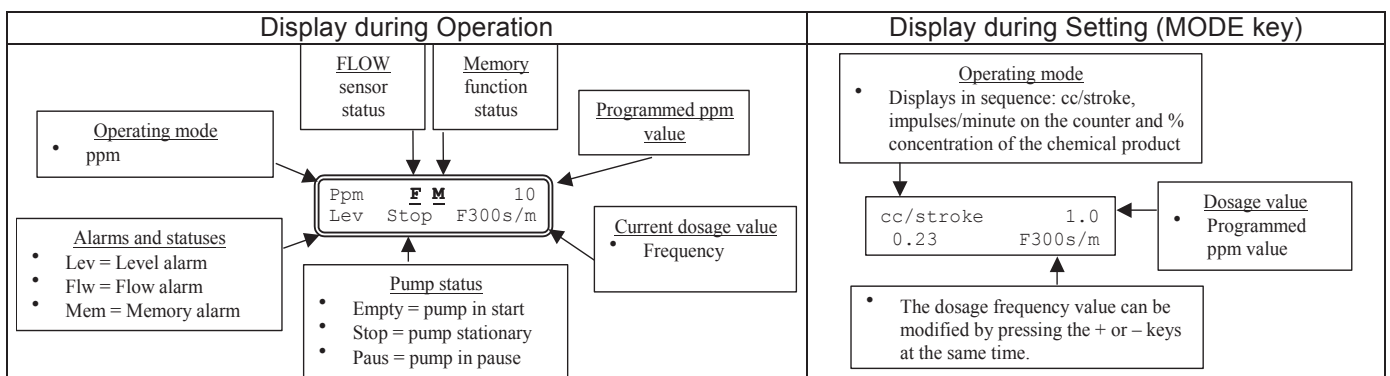 Display during Operation
Display during Setting (MODE key)
FLOW
sensor
status
Memory
function
status
Operating mode
• ppm
Programmed ppm
value
Ppm F M 10
Lev Stop F300s/m
Alarms and statuses
• Lev = Level alarm
• Flw = Flow alarm
• Mem = Memory alarm
Pump status
• Empty = pump in start
• Stop = pump stationary
• Paus = pump in pause
Current dosage value
• Frequency
Operating mode
• Displays in sequence: cc/stroke,
impulses/minute on the counter and %
concentration of the chemical product
cc/stroke 1.0
0.23 F300s/m
Dosage value
• Programmed
ppm value
• The dosage frequency value can be
modified by pressing the + or – keys
at the same time.